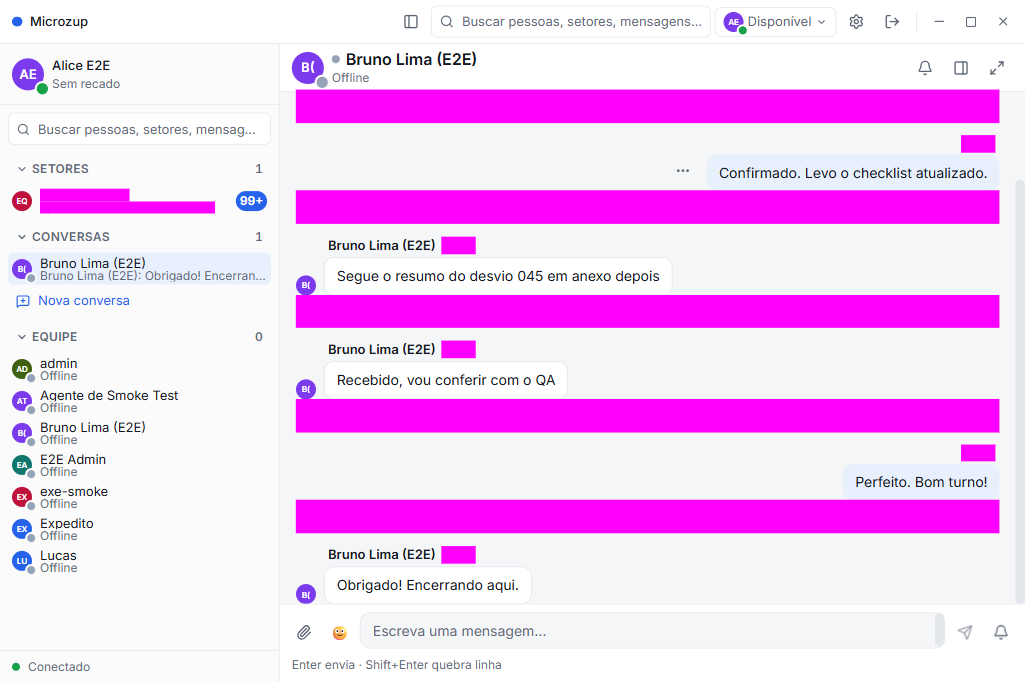 Microzup
Buscar pessoas, setores, mensagens...
AE Disponível
AE
Alice E2E
Sem recado
Buscar pessoas, setores, mensag...
SETORES 1
EQ 99+
CONVERSAS 1
B( Bruno Lima (E2E)
Bruno Lima (E2E): Obrigado! Encerran...
Nova conversa
EQUIPE 0
AD admin
Offline
AT Agente de Smoke Test
Offline
B( Bruno Lima (E2E)
Offline
EA E2E Admin
Offline
EX exe-smoke
Offline
EX Expedito
Offline
LU Lucas
Offline
Conectado
B( Bruno Lima (E2E)
Offline
Confirmado. Levo o checklist atualizado.
Bruno Lima (E2E)
B( Segue o resumo do desvio 045 em anexo depois
Bruno Lima (E2E)
B( Recebido, vou conferir com o QA
Perfeito. Bom turno!
Bruno Lima (E2E)
B( Obrigado! Encerrando aqui.
Escreva uma mensagem...
Enter envia · Shift+Enter quebra linha